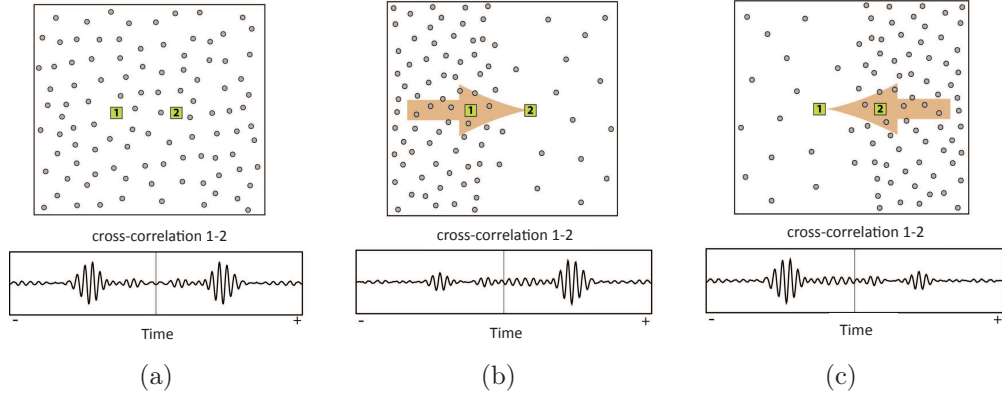 1 2
1 2
1 2
cross-correlation 1-2
cross-correlation 1-2
cross-correlation 1-2
- +
- +
- +
Time
Time
Time
(a)
(b)
(c)